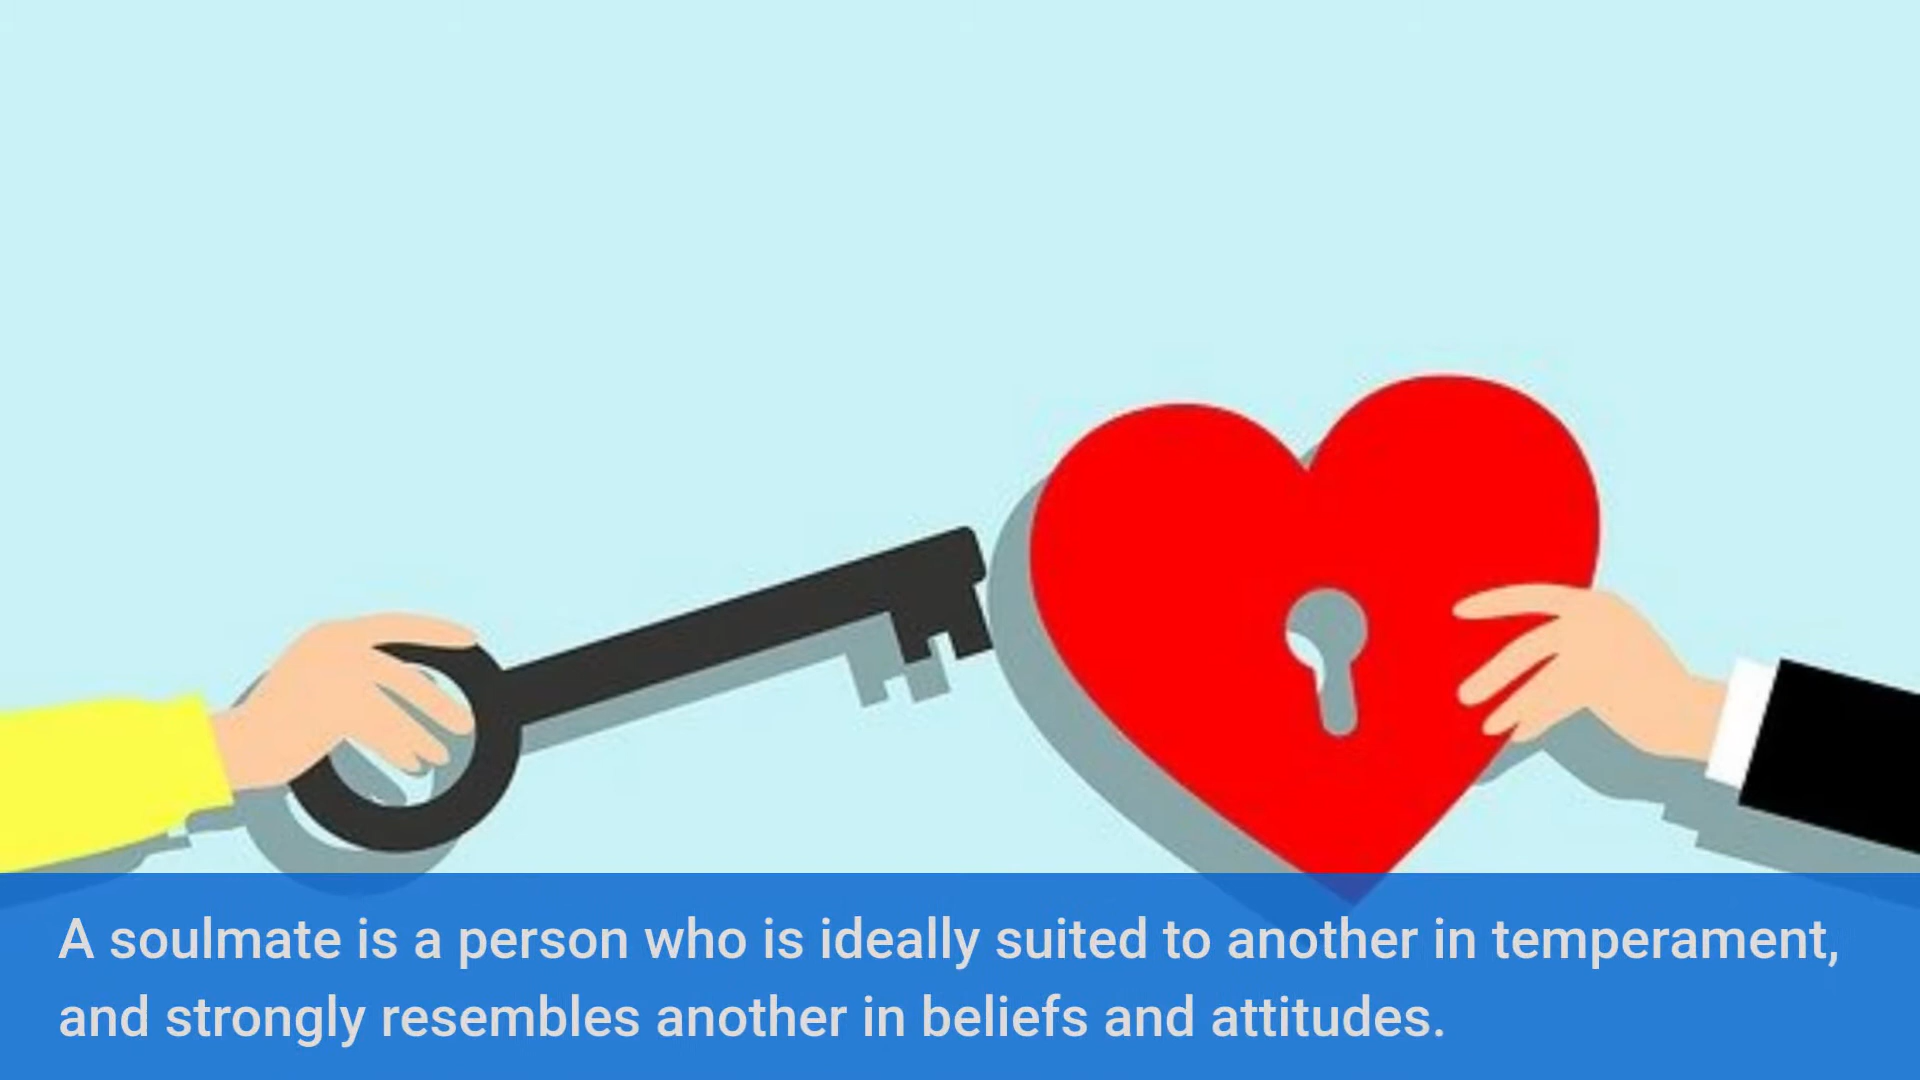 A soulmate is a person who is ideally suited to another in temperament,
and strongly resembles another in beliefs and attitudes.